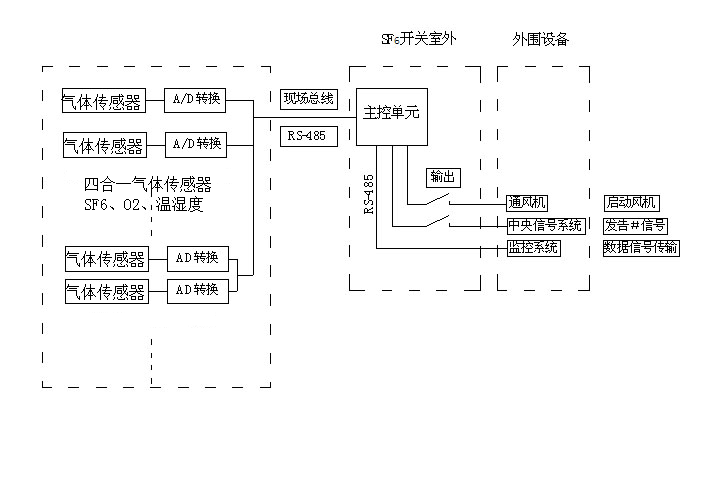 SF6开关室外
外围设备
气体传感器
A/D转换
现场总线
主控单元
气体传感器
A/D转换
RS-485
四合一气体传感器
SF6、O2、温湿度
RS-485
输出
通风机
启动风机
中央信号系统
发告#信号
监控系统
数据信号传输
气体传感器
AD转换
气体传感器
AD转换